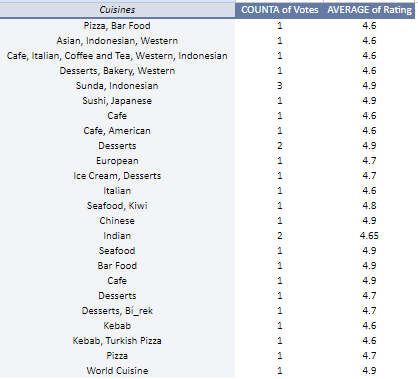 Cuisines COUNTA of Votes AVERAGE of Rating
Pizza, Bar Food 1 4.6
Asian, Indonesian, Western 1 4.6
Cafe, Italian, Coffee and Tea, Western, Indonesian 1 4.6
Desserts, Bakery, Western 1 4.6
Sunda, Indonesian 3 4.9
Sushi, Japanese 1 4.9
Cafe 1 4.6
Cafe, American 1 4.6
Desserts 2 4.9
European 1 4.7
Ice Cream, Desserts 1 4.7
Italian 1 4.6
Seafood, Kiwi 1 4.8
Chinese 1 4.9
Indian 2 4.65
Seafood 1 4.9
Bar Food 1 4.9
Cafe 1 4.9
Desserts 1 4.7
Desserts, Bí_rek 1 4.7
Kebab 1 4.6
Kebab, Turkish Pizza 1 4.6
Pizza 1 4.7
World Cuisine 1 4.9